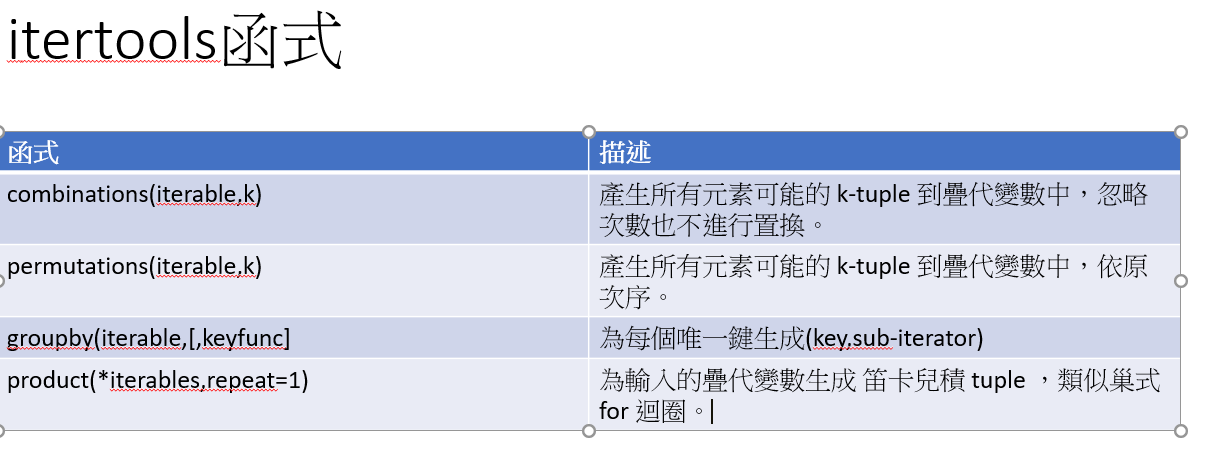 itertools函式
函式
描述
combinations(iterable,k)
產生所有元素可能的 k-tuple 到疊代變數中，忽略
次數也不進行置換。
permutations(iterable,k)
產生所有元素可能的 k-tuple 到疊代變數中，依原
次序。
groupby(iterable,[,keyfunc]
為每個唯一鍵生成(key,sub-iterator)
product(*iterables,repeat=1)
為輸入的疊代變數生成 笛卡兒積 tuple ，類似巢式
for 迴圈。